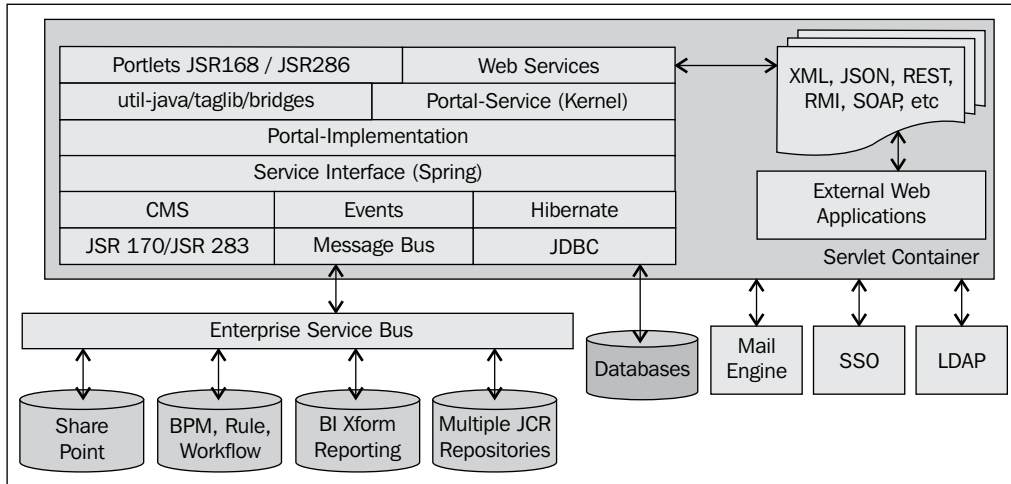 Portlets JSR168 / JSR286
Web Services
util-java/taglib/bridges
Portal-Service (Kernel)
Portal-Implementation
Service Interface (Spring)
CMS
Events
Hibernate
JSR 170/JSR 283
Message Bus
JDBC
XML, JSON, REST,
RMI, SOAP, etc
External Web
Applications
Servlet Container
Enterprise Service Bus
Databases
Mail
Engine
SSO
LDAP
Share
Point
BPM, Rule,
Workflow
BI Xform
Reporting
Multiple JCR
Repositories